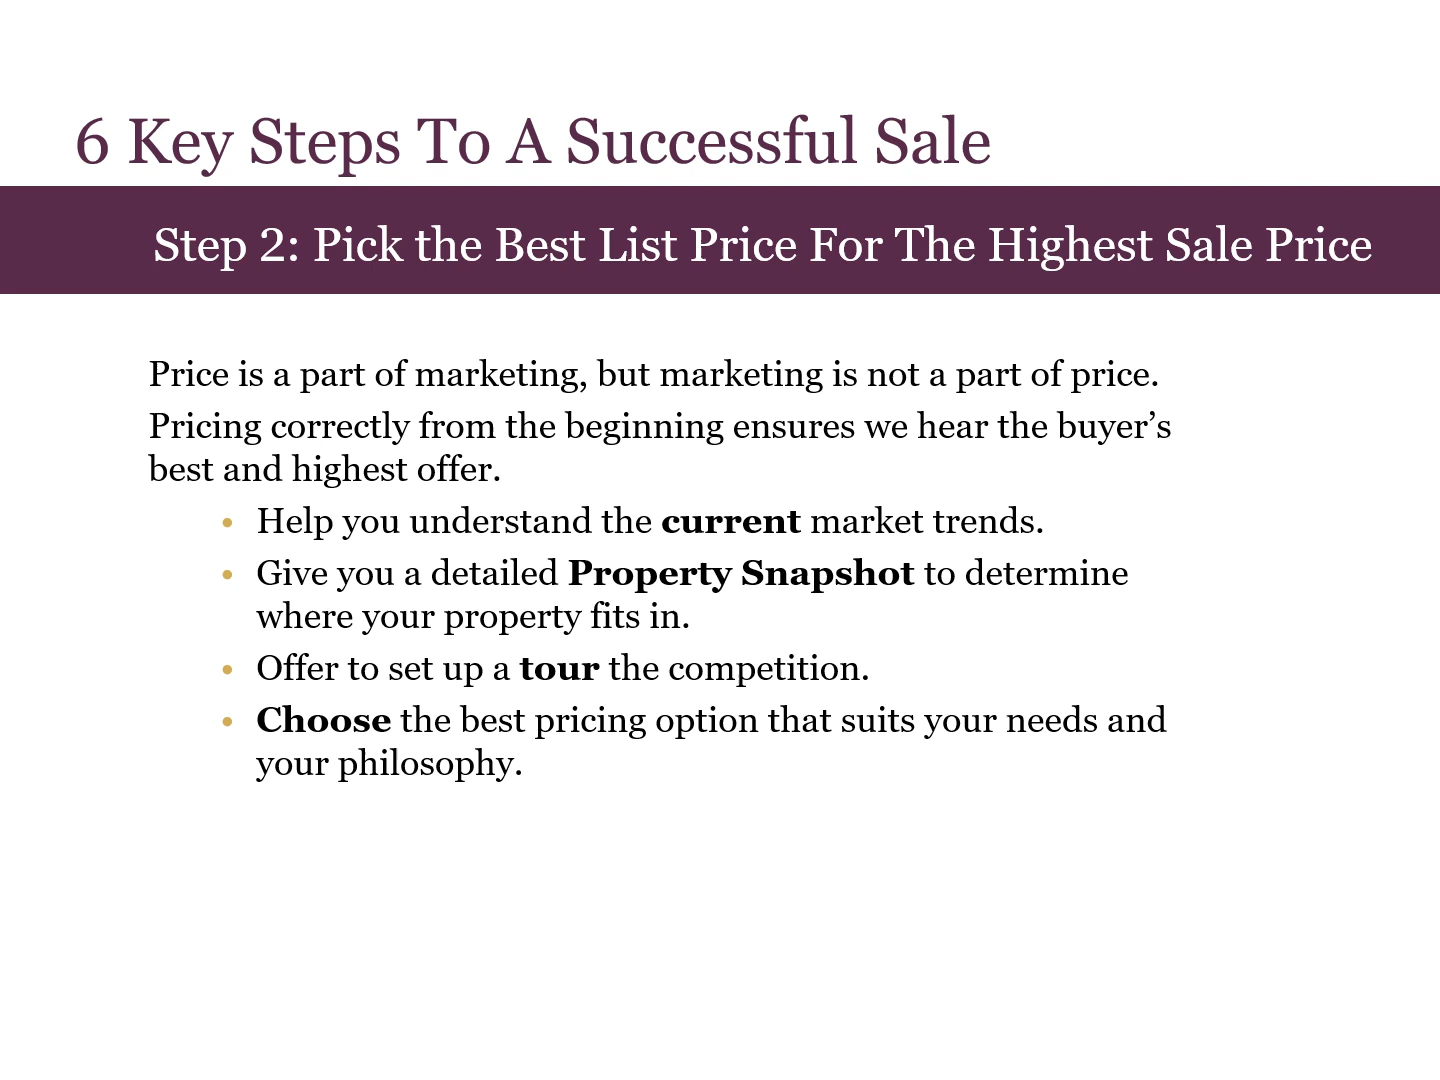 6 Key Steps To A Successful Sale
Step 2: Pick the Best List Price For The Highest Sale Price
Price is a part of marketing, but marketing is not a part of price.
Pricing correctly from the beginning ensures we hear the buyer’s
best and highest offer.
• Help you understand the current market trends.
• Give you a detailed Property Snapshot to determine
where your property fits in.
• Offer to set up a tour the competition.
• Choose the best pricing option that suits your needs and
your philosophy.